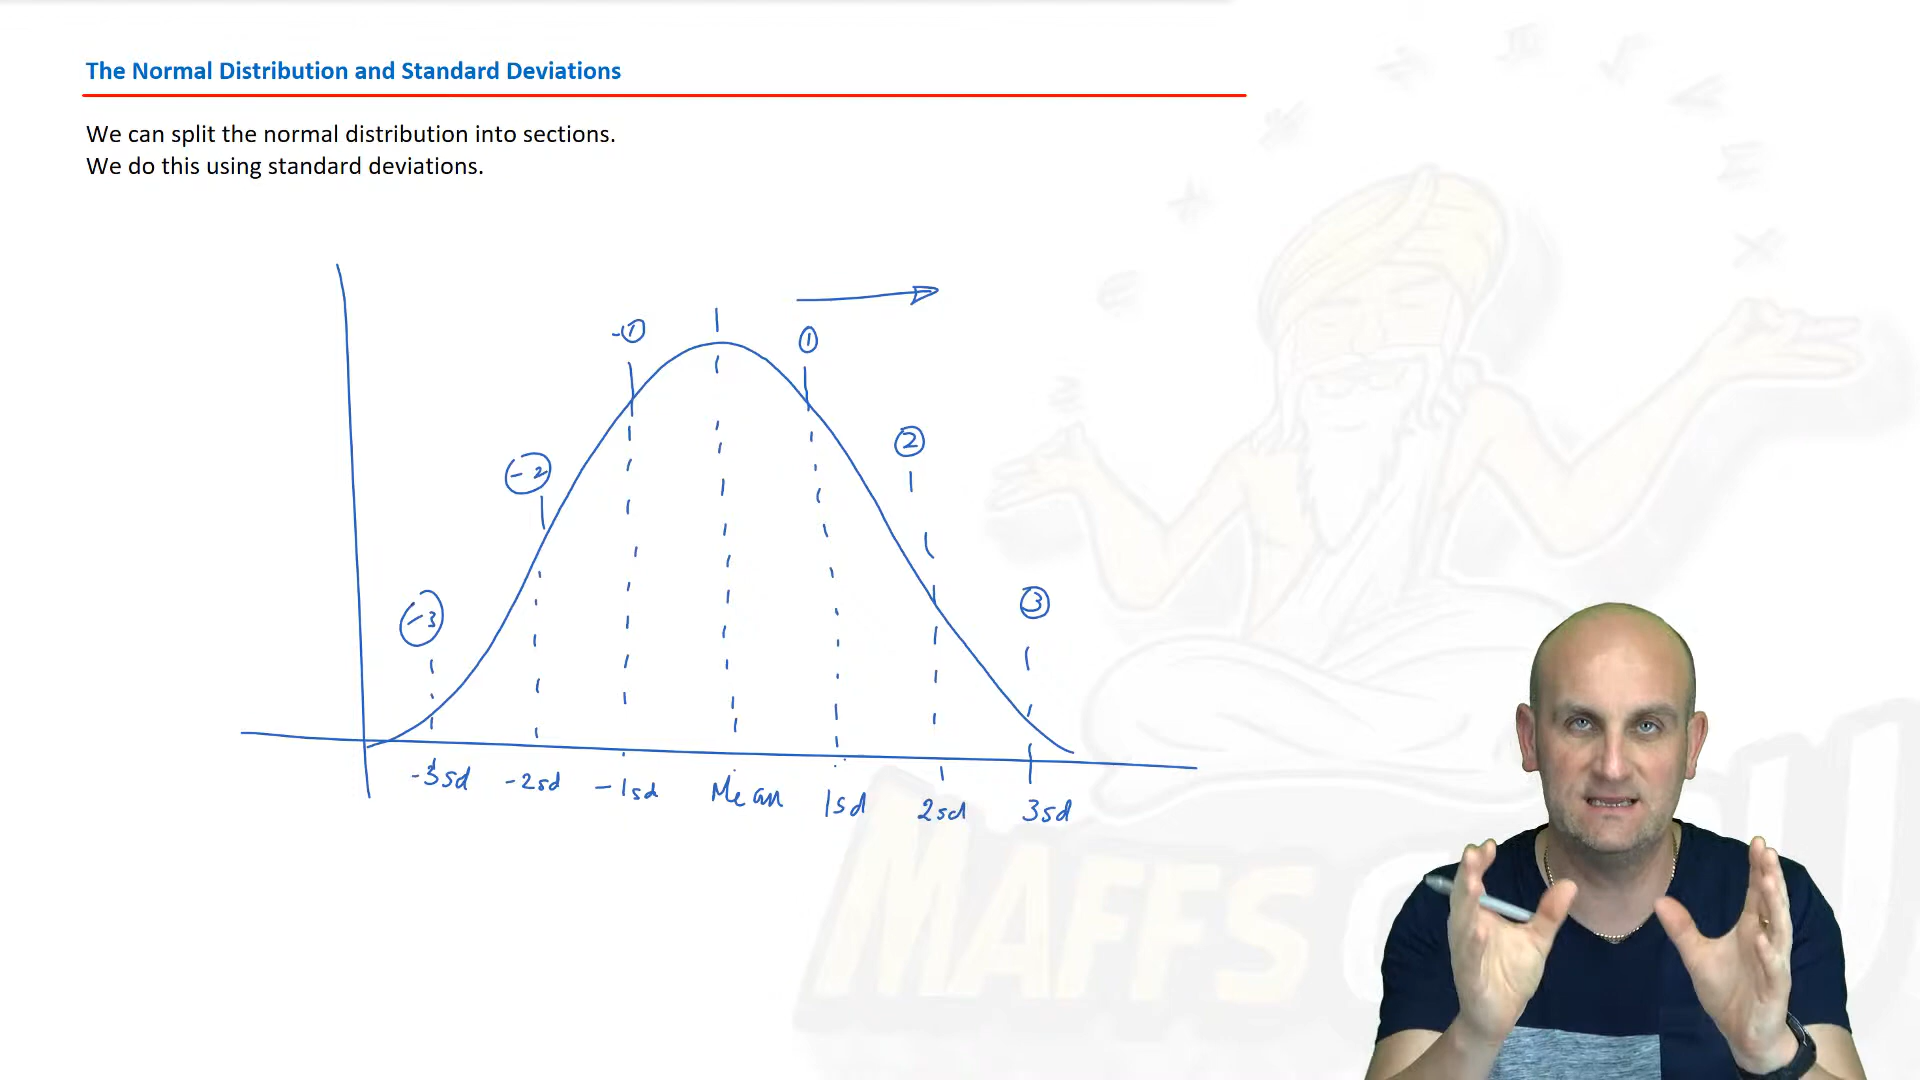 The Normal Distribution and Standard Deviations
We can split the normal distribution into sections.
We do this using standard deviations.
-1 1
-2 2
-3 3
-3sd -2sd -1sd Mean 1sd 2sd 3sd
MAFFS